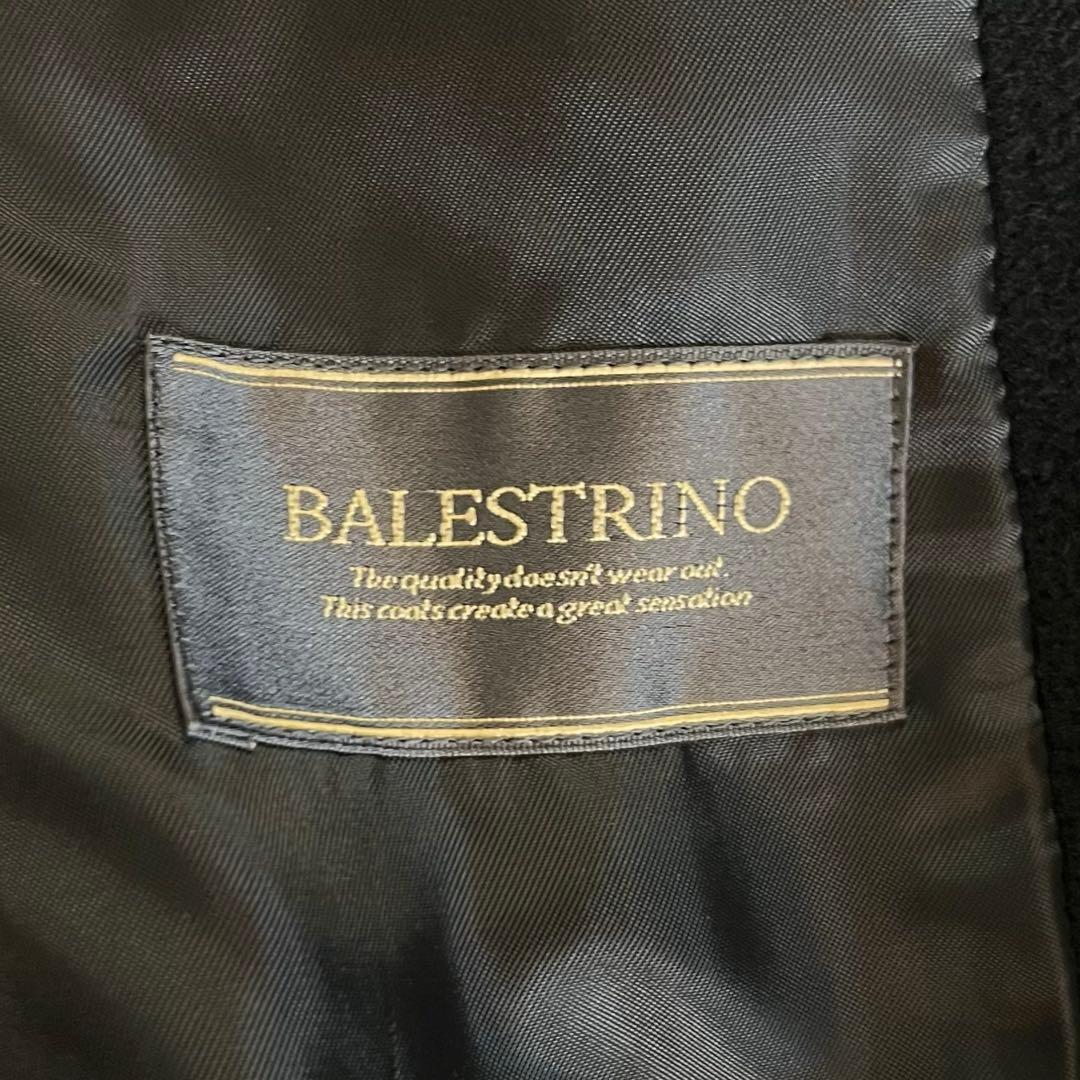 BALESTRINO
The quality doesn't wear out.
This coats create a great sensation